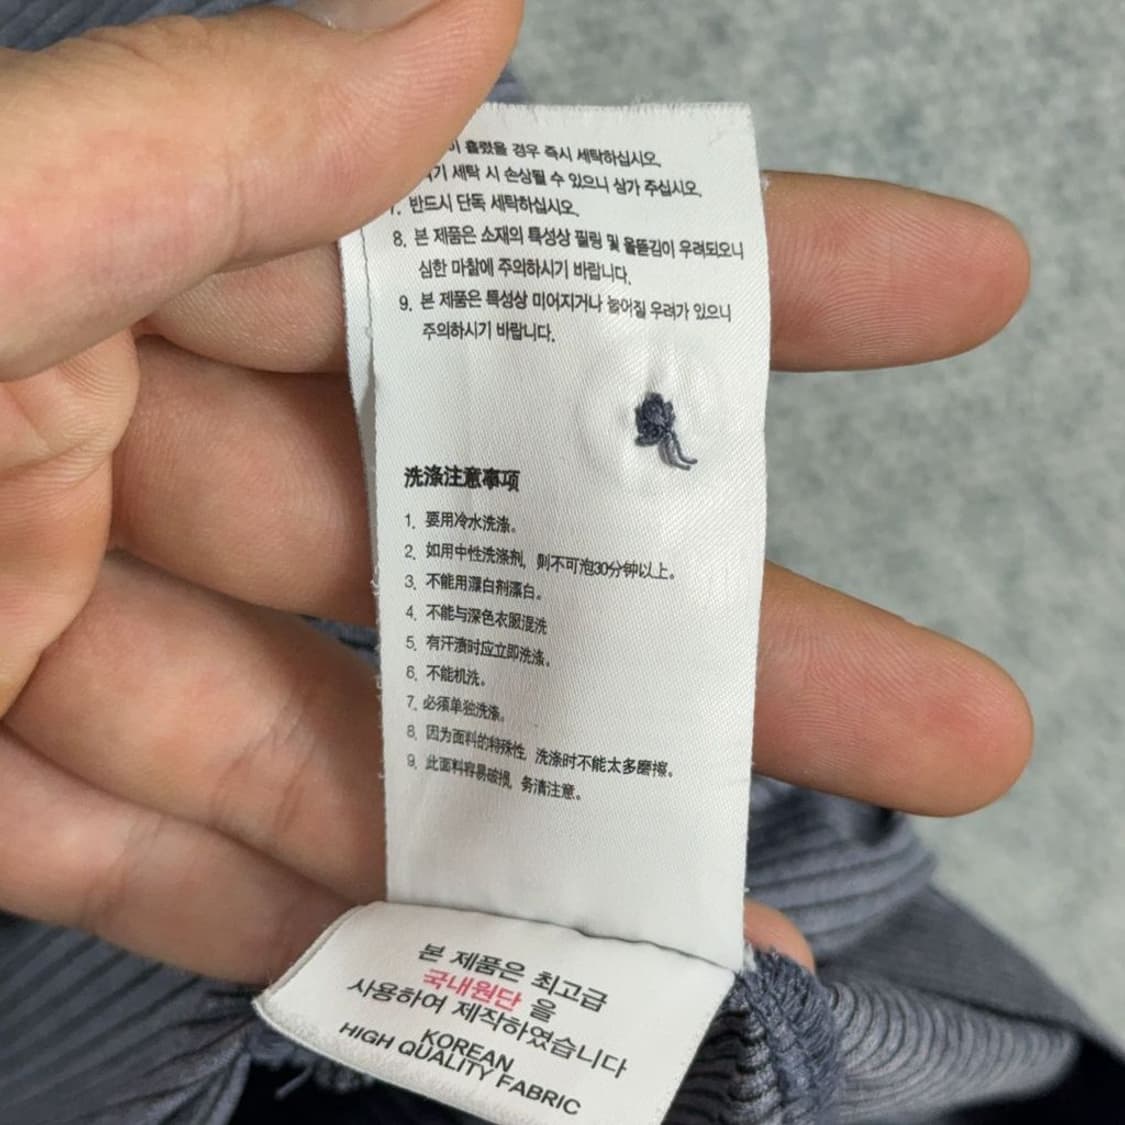 이 흘렸을 경우 즉시 세탁하십시오.
기 세탁 시 손상될 수 있으니 삼가 주십시오.
7. 반드시 단독 세탁하십시오.
8. 본 제품은 소재의 특성상 필링 및 올뜯김이 우려되오니
심한 마찰에 주의하시기 바랍니다.
9. 본 제품은 특성상 미어지거나 늘어질 우려가 있으니
주의하시기 바랍니다.
洗涤注意事项
1. 要用冷水洗涤。
2. 如用中性洗涤剂, 则不可泡30分钟以上。
3. 不能用漂白剂漂白。
4. 不能与深色衣服混洗
5. 有汗渍时应立即洗涤.
6. 不能机洗。
7. 必须单独洗涤。
8. 因为面料的特殊性, 洗涤时不能太多磨擦。
9. 此面料容易破损, 务请注意。
본 제품은 최고급
국내원단 을
사용하여 제작하였습니다
KOREAN
HIGH QUALITY FABRIC